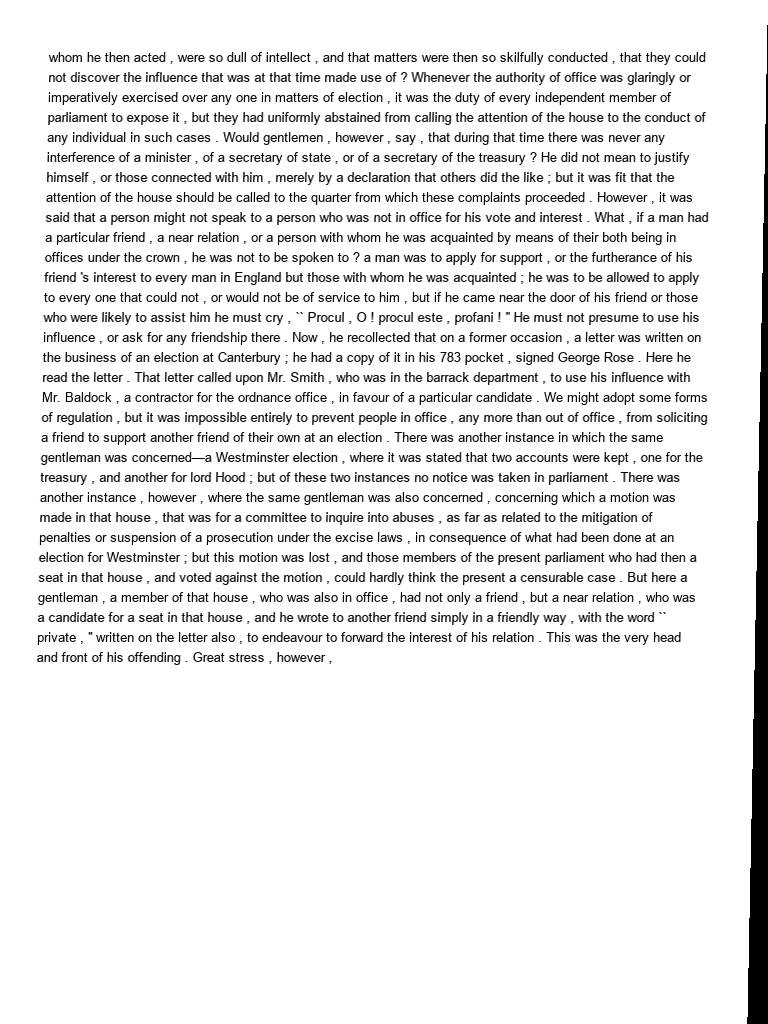 whom he then acted , were so dull of intellect , and that matters were then so skilfully conducted , that they could
not discover the influence that was at that time made use of ? Whenever the authority of office was glaringly or
imperatively exercised over any one in matters of election , it was the duty of every independent member of
parliament to expose it , but they had uniformly abstained from calling the attention of the house to the conduct of
any individual in such cases . Would gentlemen , however , say , that during that time there was never any
interference of a minister , of a secretary of state , or of a secretary of the treasury ? He did not mean to justify
himself , or those connected with him , merely by a declaration that others did the like ; but it was fit that the
attention of the house should be called to the quarter from which these complaints proceeded . However , it was
said that a person might not speak to a person who was not in office for his vote and interest . What , if a man had
a particular friend , a near relation , or a person with whom he was acquainted by means of their both being in
offices under the crown , he was not to be spoken to ? a man was to apply for support , or the furtherance of his
friend 's interest to every man in England but those with whom he was acquainted ; he was to be allowed to apply
to every one that could not , or would not be of service to him , but if he came near the door of his friend or those
who were likely to assist him he must cry , `` Procul , O ! procul este , profani ! " He must not presume to use his
influence , or ask for any friendship there . Now , he recollected that on a former occasion , a letter was written on
the business of an election at Canterbury ; he had a copy of it in his 783 pocket , signed George Rose . Here he
read the letter . That letter called upon Mr. Smith , who was in the barrack department , to use his influence with
Mr. Baldock , a contractor for the ordnance office , in favour of a particular candidate . We might adopt some forms
of regulation , but it was impossible entirely to prevent people in office , any more than out of office , from soliciting
a friend to support another friend of their own at an election . There was another instance in which the same
gentleman was concerned—a Westminster election , where it was stated that two accounts were kept , one for the
treasury , and another for lord Hood ; but of these two instances no notice was taken in parliament . There was
another instance , however , where the same gentleman was also concerned , concerning which a motion was
made in that house , that was for a committee to inquire into abuses , as far as related to the mitigation of
penalties or suspension of a prosecution under the excise laws , in consequence of what had been done at an
election for Westminster ; but this motion was lost , and those members of the present parliament who had then a
seat in that house , and voted against the motion , could hardly think the present a censurable case . But here a
gentleman , a member of that house , who was also in office , had not only a friend , but a near relation , who was
a candidate for a seat in that house , and he wrote to another friend simply in a friendly way , with the word ``
private , " written on the letter also , to endeavour to forward the interest of his relation . This was the very head
and front of his offending . Great stress , however ,